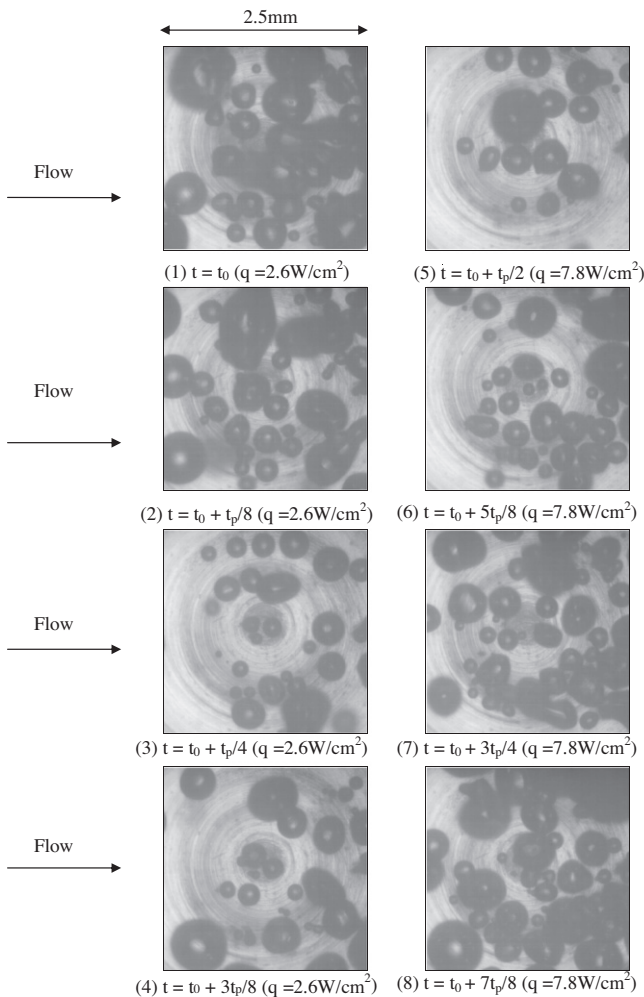 2.5mm
Flow
(1) t = t₀ (q =2.6W/cm²)
(5) t = t₀ + tₚ/2 (q =7.8W/cm²)
Flow
(2) t = t₀ + tₚ/8 (q =2.6W/cm²)
(6) t = t₀ + 5tₚ/8 (q =7.8W/cm²)
Flow
(3) t = t₀ + tₚ/4 (q =2.6W/cm²)
(7) t = t₀ + 3tₚ/4 (q =7.8W/cm²)
Flow
(4) t = t₀ + 3tₚ/8 (q =2.6W/cm²)
(8) t = t₀ + 7tₚ/8 (q =7.8W/cm²)